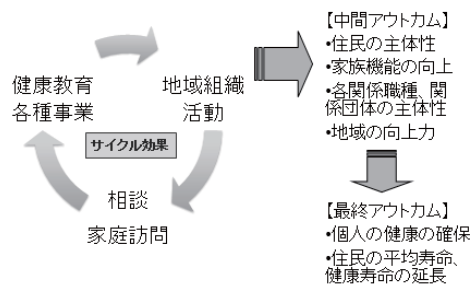 健康教育
各種事業
地域組織
活動
サイクル効果
相談
家庭訪問
【中間アウトカム】
•住民の主体性
•家族機能の向上
•各関係職種、関
係団体の主体性
•地域の向上力
【最終アウトカム】
•個人の健康の確保
•住民の平均寿命、
健康寿命の延長